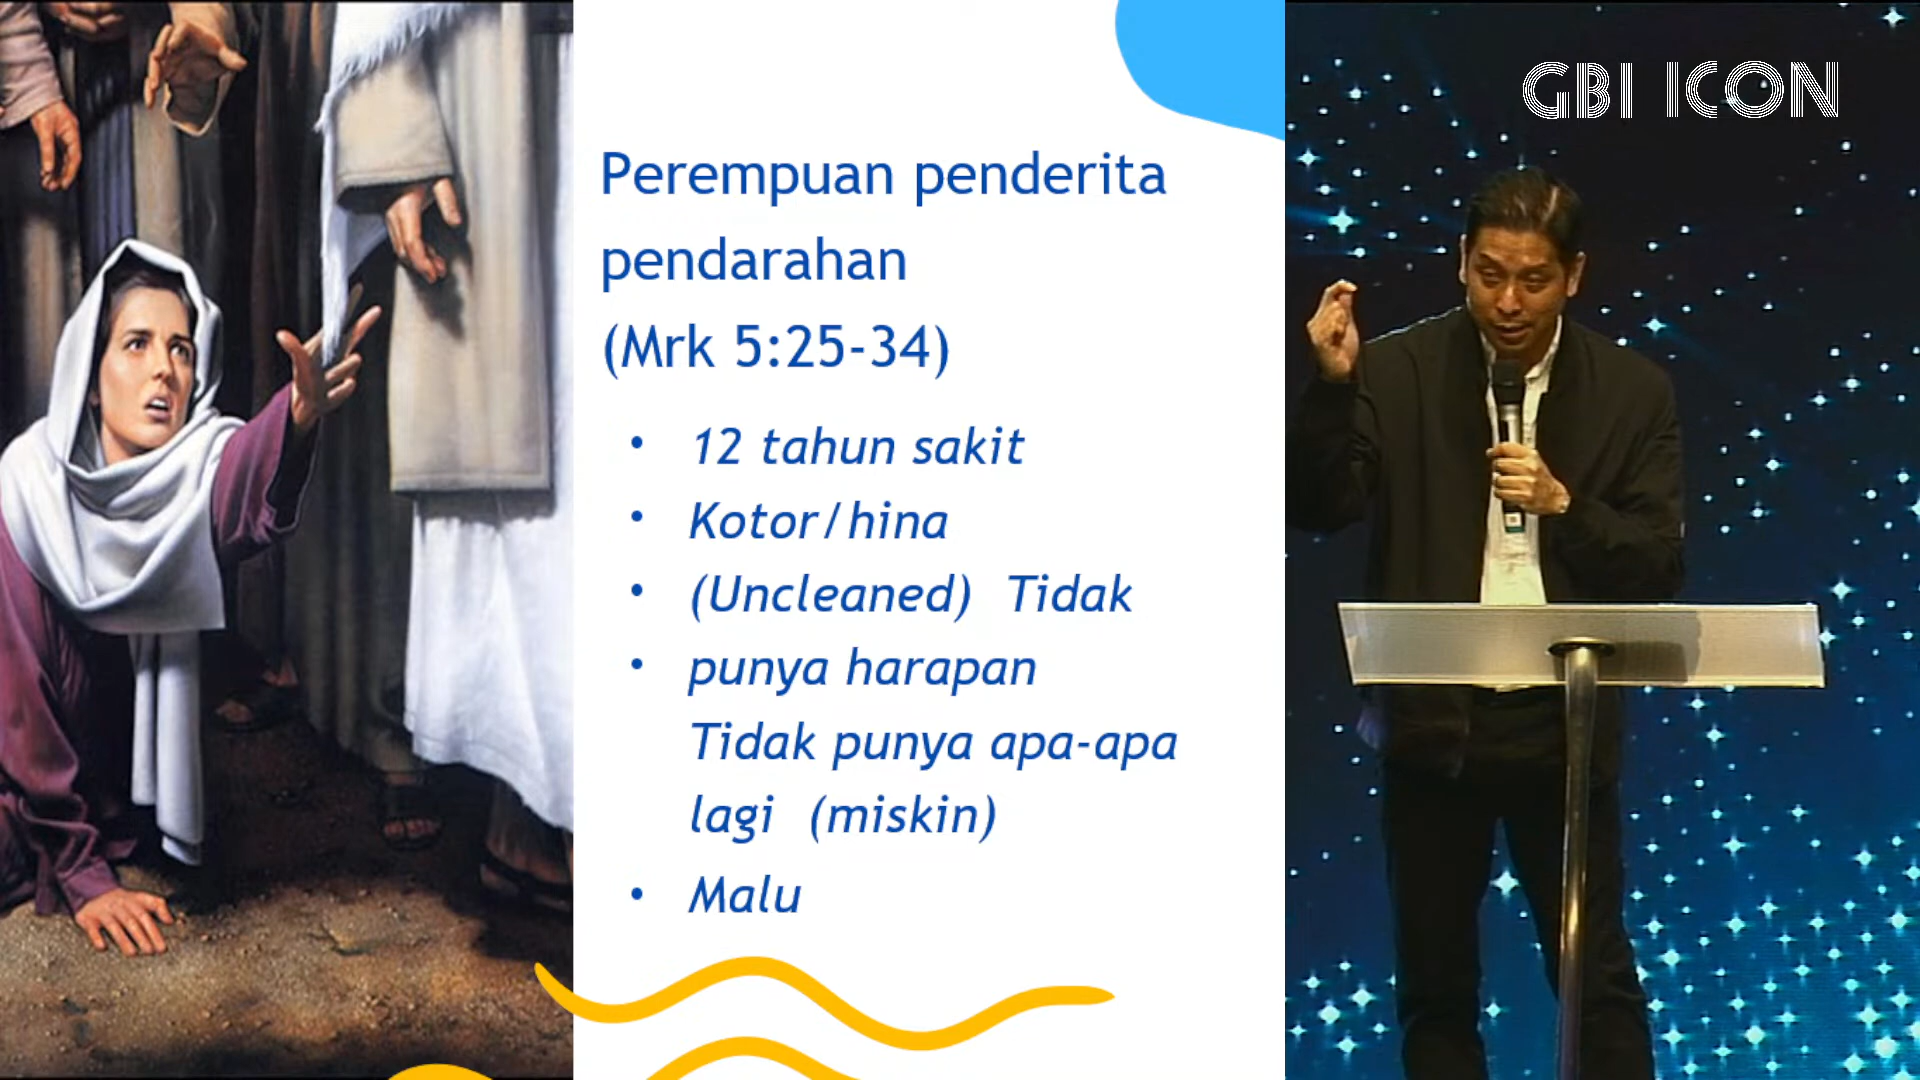 Perempuan penderita
pendarahan
(Mrk 5:25-34)
• 12 tahun sakit
• Kotor/hina
• (Uncleaned) Tidak
• punya harapan
Tidak punya apa-apa
lagi (miskin)
• Malu
GBI ICON